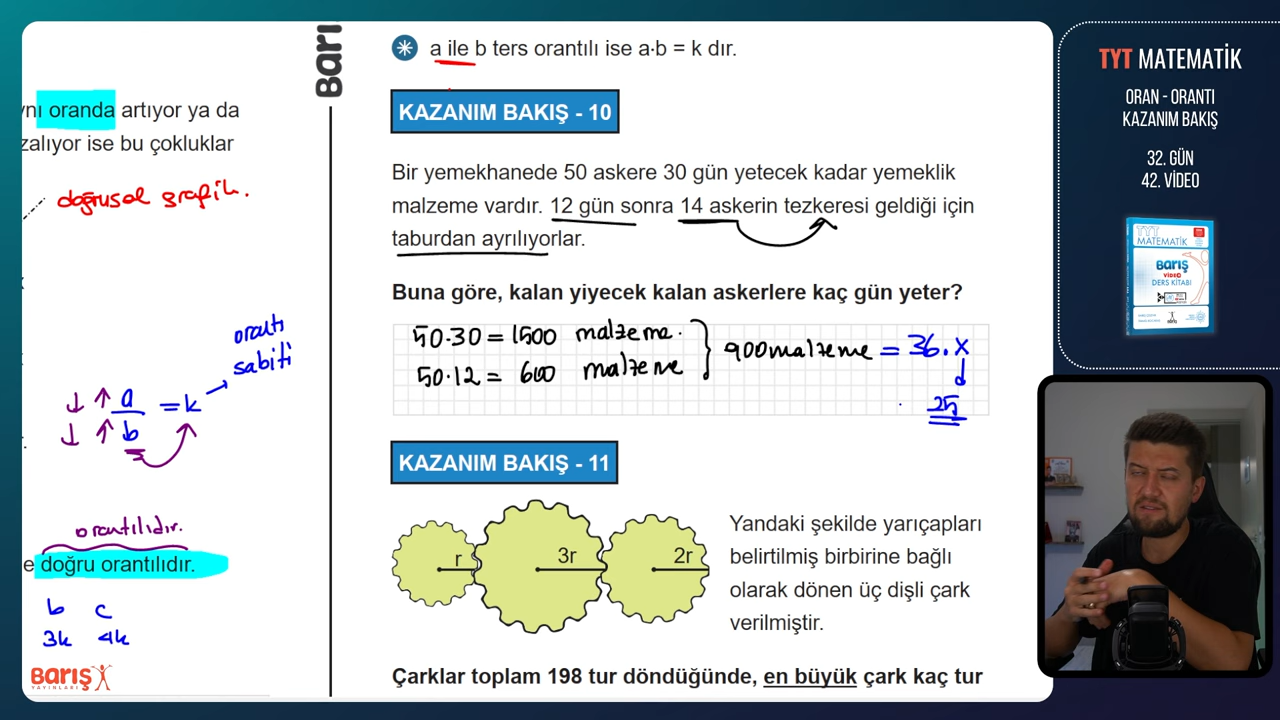 ynı oranda artıyor ya da
zalıyor ise bu çokluklar
doğrusal grafik.
orantı
sabiti
a
b
= k
orantılıdır.
e doğru orantılıdır.
b c
3k 4k
BARIŞ
YAYINLARI
Barı
a ile b ters orantılı ise a·b = k dır.
KAZANIM BAKIŞ - 10
Bir yemekhanede 50 askere 30 gün yetecek kadar yemeklik
malzeme vardır. 12 gün sonra 14 askerin tezkeresi geldiği için
taburdan ayrılıyorlar.
Buna göre, kalan yiyecek kalan askerlere kaç gün yeter?
50·30 = 1500 malzeme.
50·12 = 600 malzeme
900 malzeme = 36. x
25
KAZANIM BAKIŞ - 11
r 3r 2r
Yandaki şekilde yarıçapları
belirtilmiş birbirine bağlı
olarak dönen üç dişli çark
verilmiştir.
Çarklar toplam 198 tur döndüğünde, en büyük çark kaç tur
TYT MATEMATİK
ORAN - ORANTI
KAZANIM BAKIŞ
32. GÜN
42. VİDEO
TYT
MATEMATİK
BARIŞ
VİDEO
DERS KİTABI